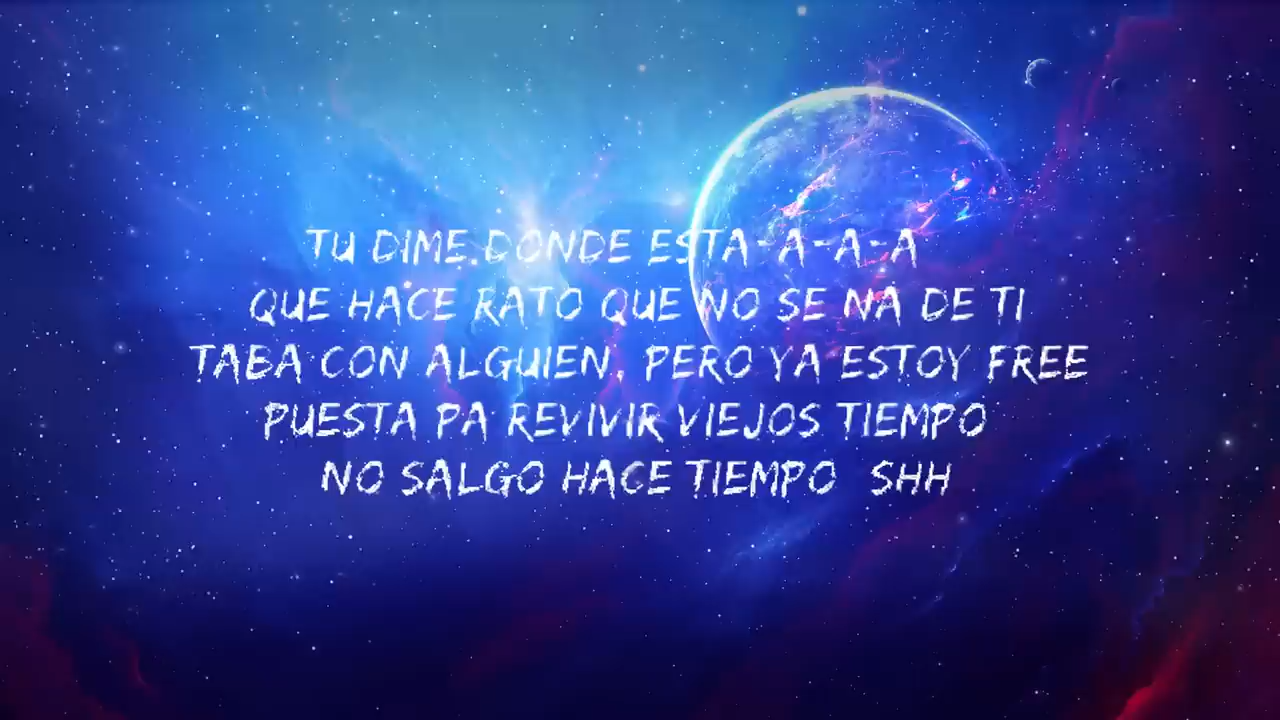 TU DIME DONDE ESTA-A-A-A
QUE HACE RATO QUE NO SE NA DE TI
TABA CON ALGUIEN, PERO YA ESTOY FREE
PUESTA PA REVIVIR VIEJOS TIEMPO
NO SALGO HACE TIEMPO SHH